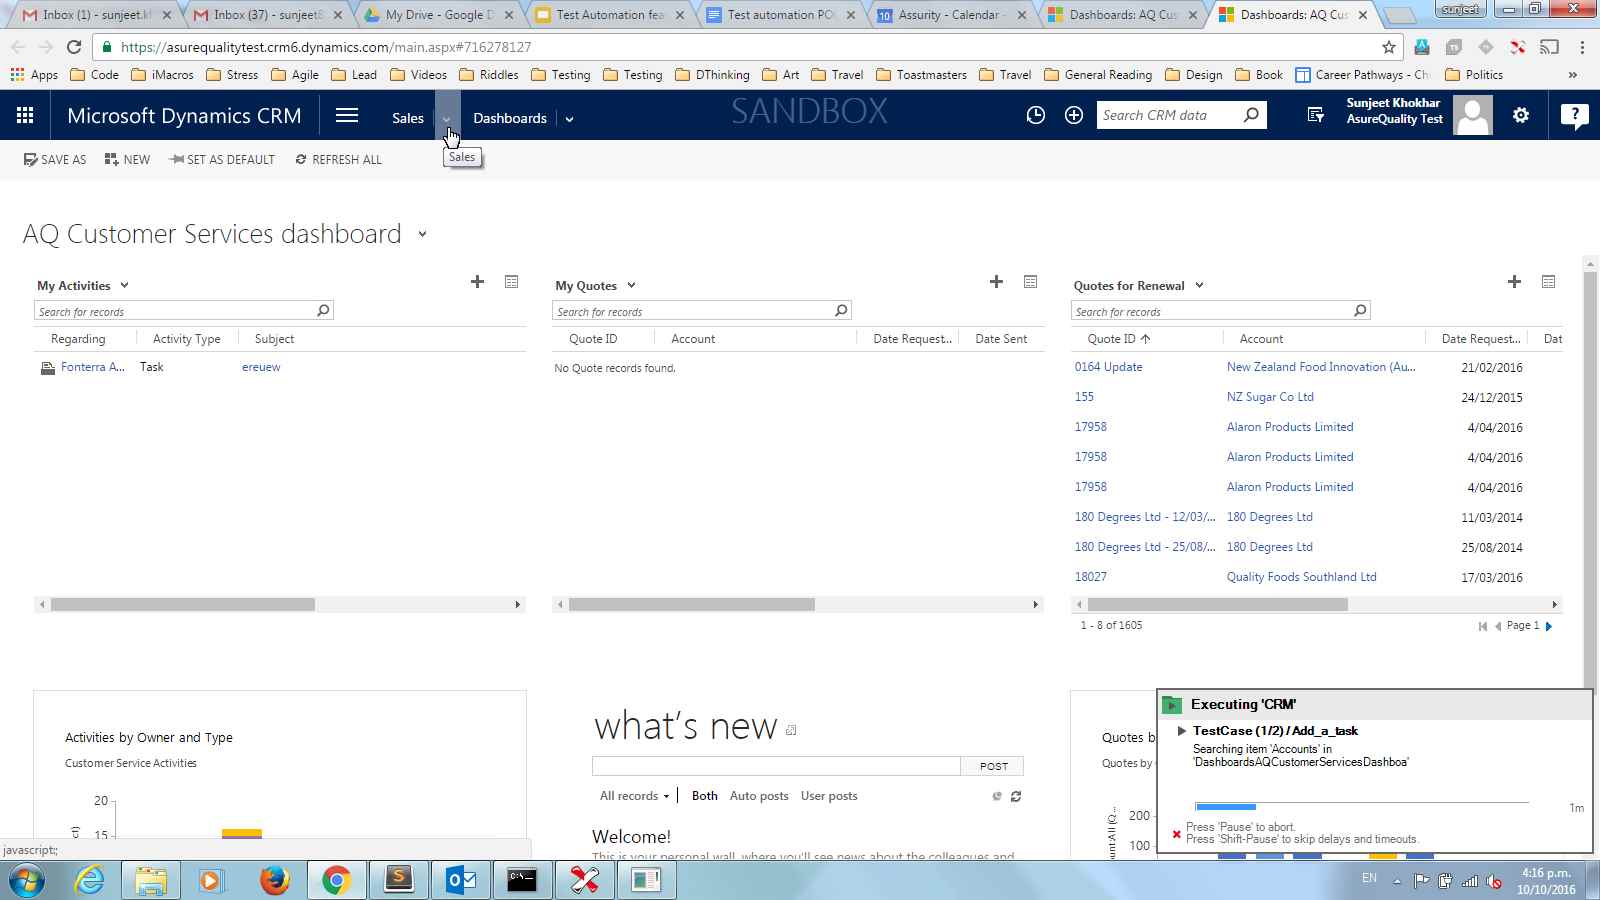 Inbox (1) - sunjeet.kh
Inbox (37) - sunjeet8
My Drive - Google D
Test Automation fea
Test automation POC
Assurity - Calendar -
Dashboards: AQ Cus
Dashboards: AQ Cus
sunjeet
https://asurequalitytest.crm6.dynamics.com/main.aspx#716278127
Apps
Code
iMacros
Stress
Agile
Lead
Videos
Riddles
Testing
Testing
DThinking
Art
Travel
Toastmasters
Travel
General Reading
Design
Book
Career Pathways - Ch
Politics
»
Microsoft Dynamics CRM
Sales
Dashboards
SANDBOX
Search CRM data
Sunjeet Khokhar
AsureQuality Test
?
Sales
SAVE AS
NEW
SET AS DEFAULT
REFRESH ALL
AQ Customer Services dashboard
My Activities
Search for records
Regarding
Activity Type
Subject
Fonterra A...
Task
ereuew
My Quotes
Search for records
Quote ID
Account
Date Request...
Date Sent
No Quote records found.
Quotes for Renewal
Search for records
Quote ID
Account
Date Request...
Dat
0164 Update
New Zealand Food Innovation (Au...
21/02/2016
155
NZ Sugar Co Ltd
24/12/2015
17958
Alaron Products Limited
4/04/2016
17958
Alaron Products Limited
4/04/2016
17958
Alaron Products Limited
4/04/2016
180 Degrees Ltd - 12/03/...
180 Degrees Ltd
11/03/2014
180 Degrees Ltd - 25/08/...
180 Degrees Ltd
25/08/2014
18027
Quality Foods Southland Ltd
17/03/2016
1 - 8 of 1605
Page 1
Activities by Owner and Type
Customer Service Activities
20
15
what's new
POST
All records
Both
Auto posts
User posts
Welcome!
This is your personal wall, where you'll see news about the colleagues and
Quotes b
Quotes by
200
100
ount:All (Q...
Executing 'CRM'
TestCase (1/2) / Add_a_task
Searching item 'Accounts' in
'DashboardsAQCustomerServicesDashboa'
1m
Press 'Pause' to abort.
Press 'Shift-Pause' to skip delays and timeouts.
javascript:;
EN
4:16 p.m.
10/10/2016